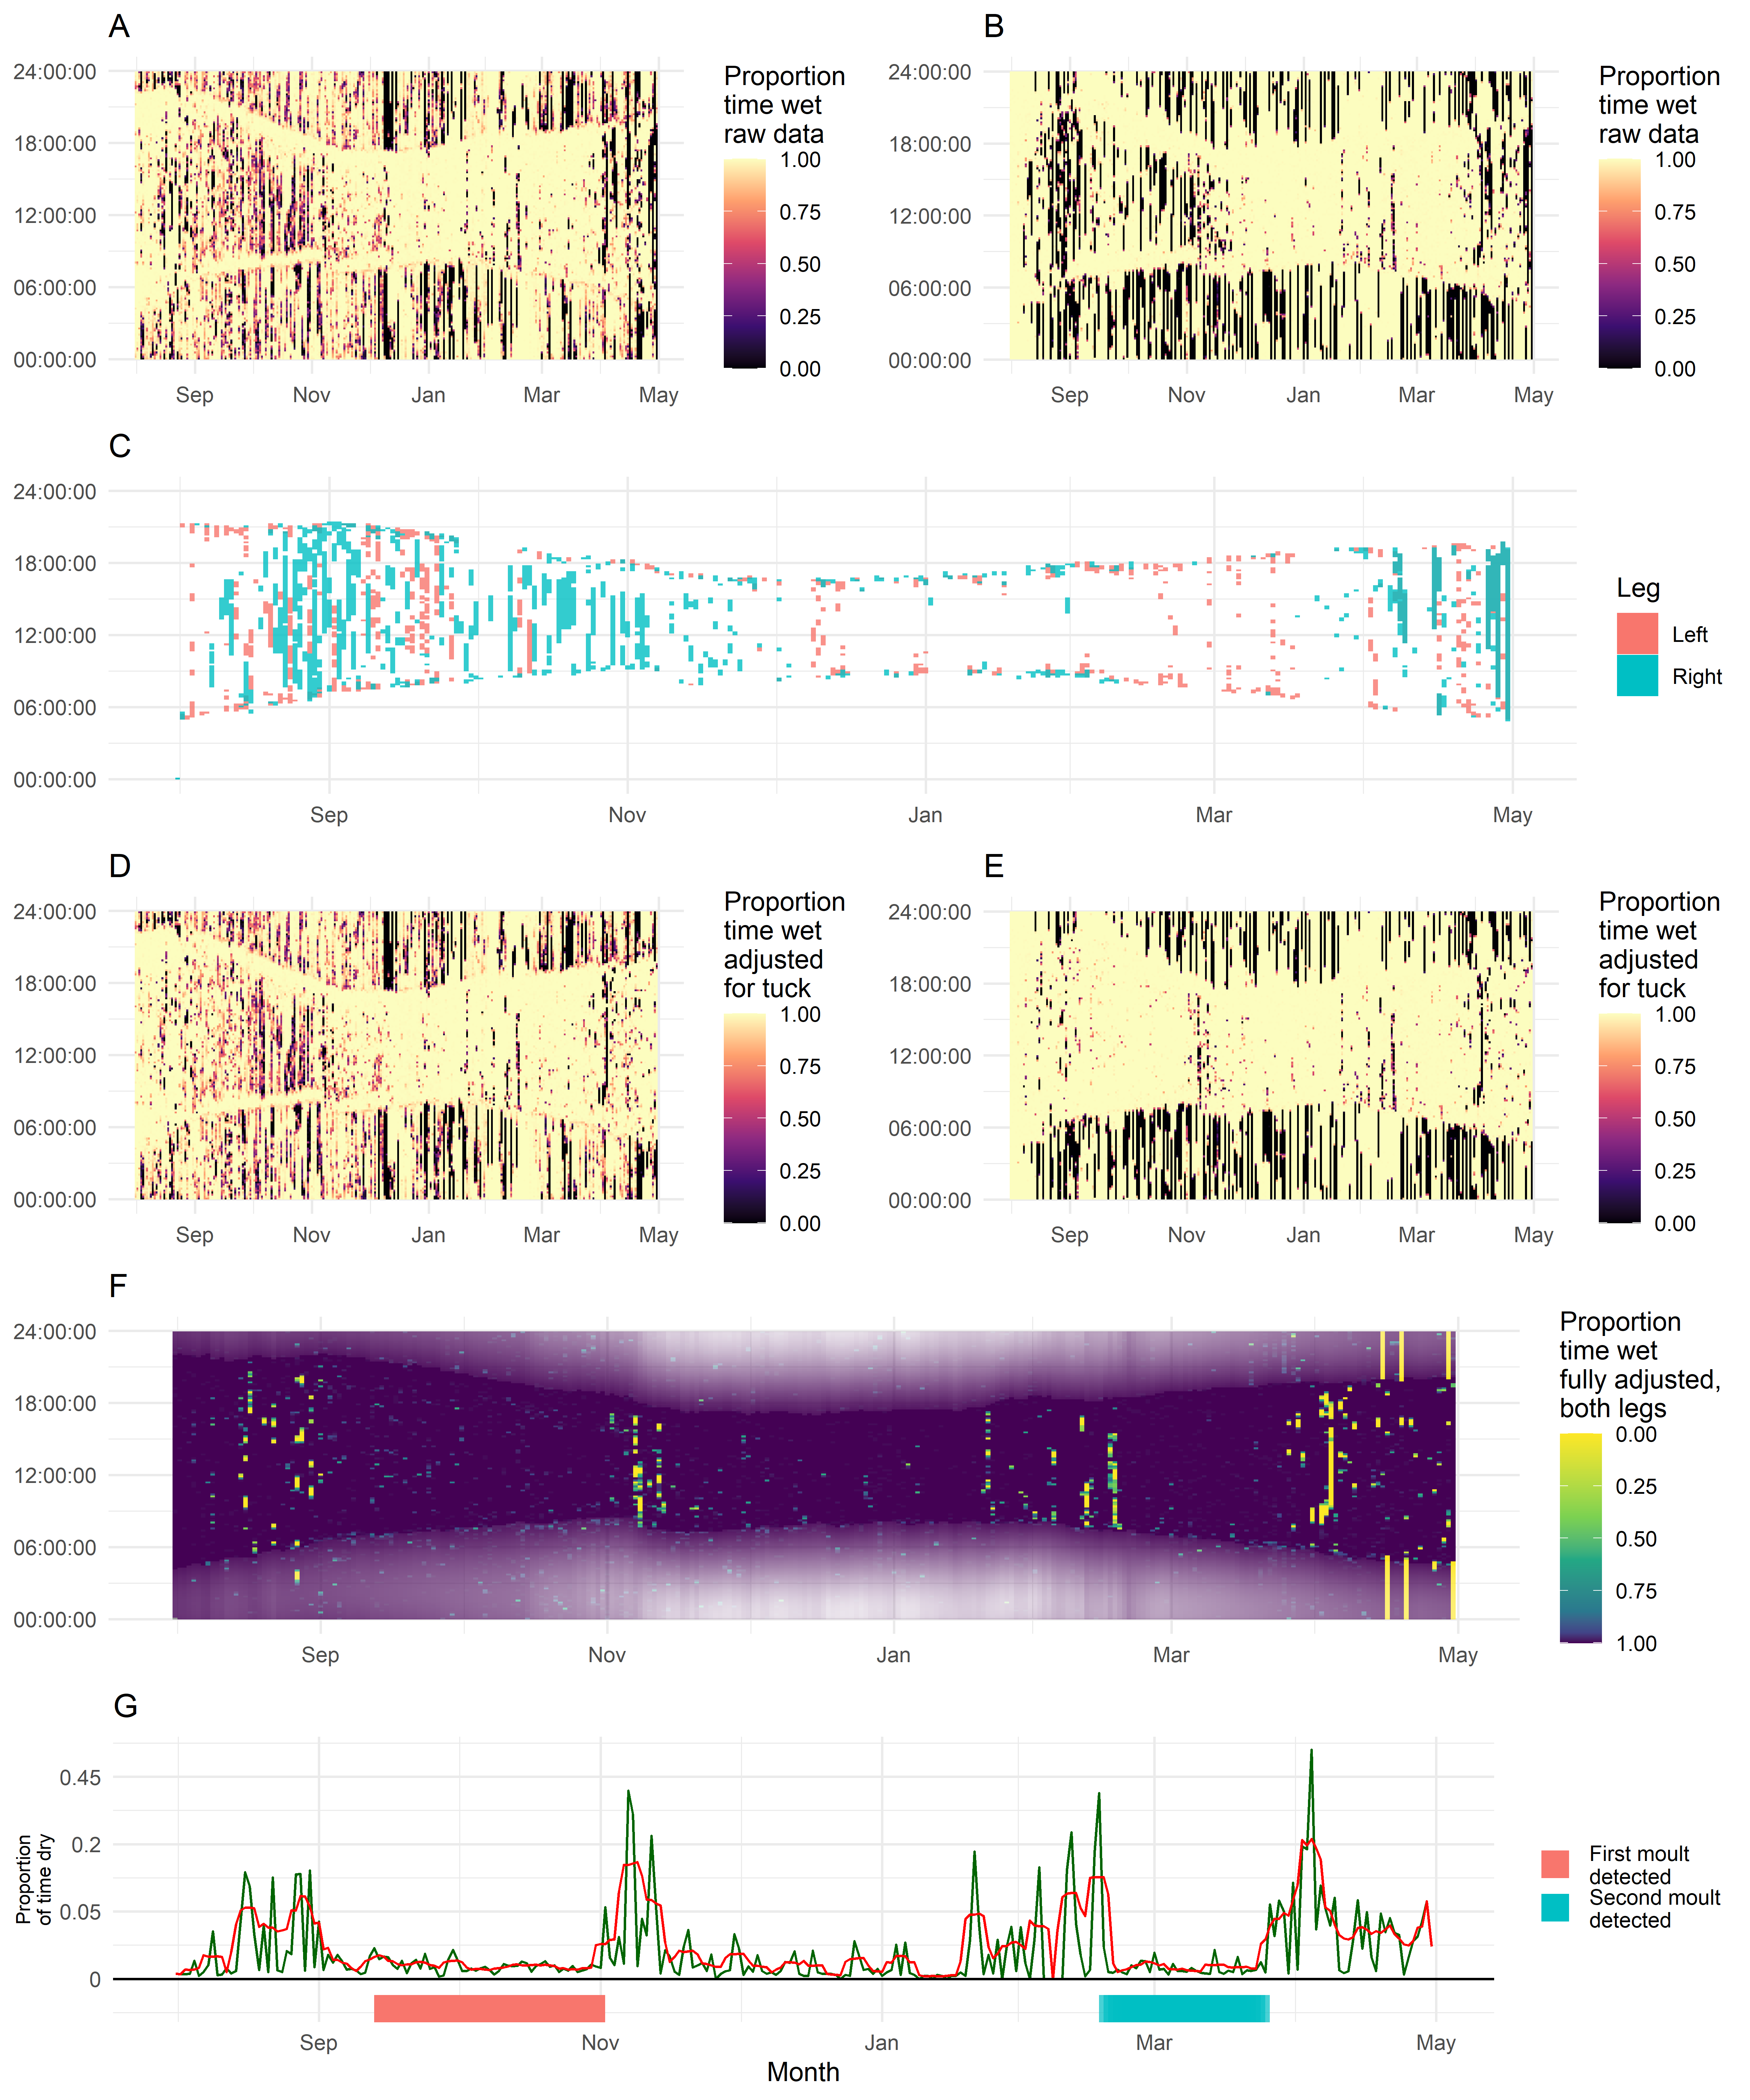 A
24:00:00
18:00:00
12:00:00
06:00:00
00:00:00
Sep Nov Jan Mar May
Proportion
time wet
raw data
1.00
0.75
0.50
0.25
0.00
B
24:00:00
18:00:00
12:00:00
06:00:00
00:00:00
Sep Nov Jan Mar May
Proportion
time wet
raw data
1.00
0.75
0.50
0.25
0.00
C
24:00:00
18:00:00
12:00:00
06:00:00
00:00:00
Sep Nov Jan Mar May
Leg
Left
Right
D
24:00:00
18:00:00
12:00:00
06:00:00
00:00:00
Sep Nov Jan Mar May
Proportion
time wet
adjusted
for tuck
1.00
0.75
0.50
0.25
0.00
E
24:00:00
18:00:00
12:00:00
06:00:00
00:00:00
Sep Nov Jan Mar May
Proportion
time wet
adjusted
for tuck
1.00
0.75
0.50
0.25
0.00
F
24:00:00
18:00:00
12:00:00
06:00:00
00:00:00
Sep Nov Jan Mar May
Proportion
time wet
fully adjusted,
both legs
0.00
0.25
0.50
0.75
1.00
G
Proportion
of time dry
0.45
0.2
0.05
0
Sep Nov Jan Mar May
Month
First moult
detected
Second moult
detected